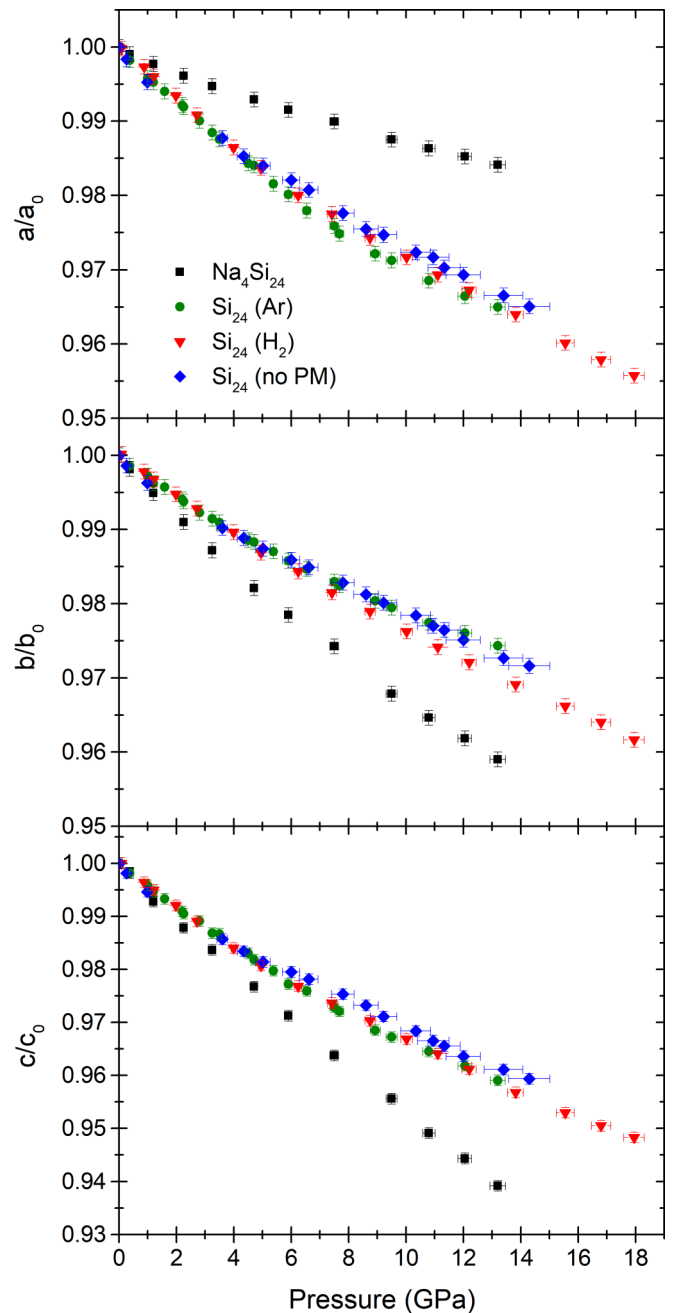 1.00
0.99
0.98
0.97
0.96
0.95
a/a₀
Na₄Si₂₄
Si₂₄ (Ar)
Si₂₄ (H₂)
Si₂₄ (no PM)
1.00
0.99
0.98
0.97
0.96
0.95
b/b₀
1.00
0.99
0.98
0.97
0.96
0.95
0.94
0.93
c/c₀
0 2 4 6 8 10 12 14 16 18
Pressure (GPa)